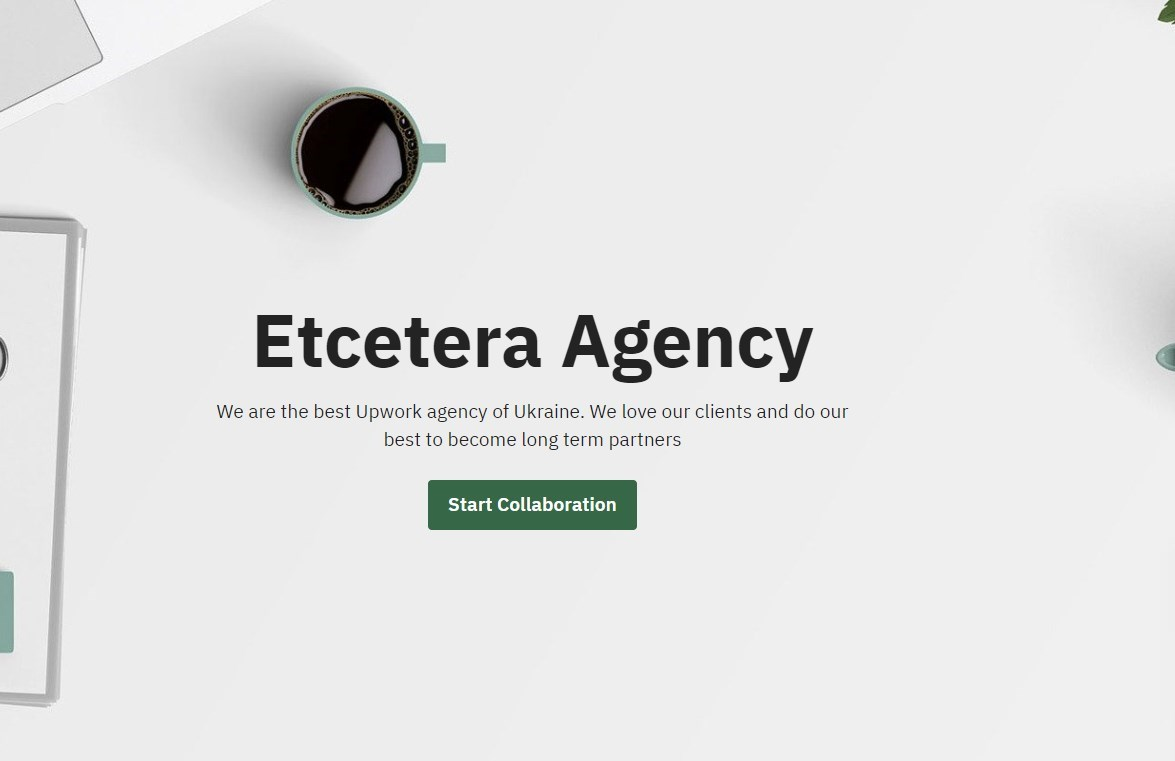 Etcetera Agency
We are the best Upwork agency of Ukraine. We love our clients and do our
best to become long term partners
Start Collaboration